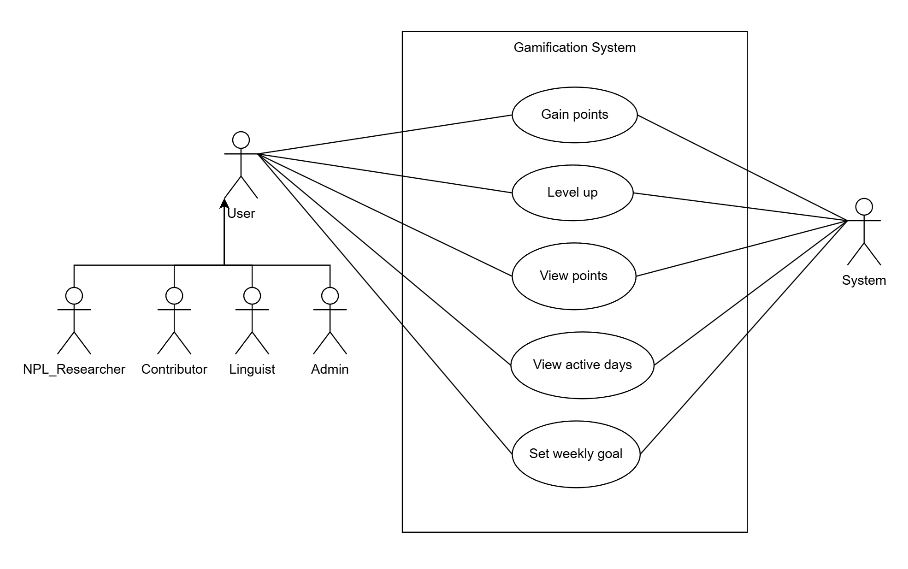 Gamification System
Gain points
Level up
User
View points
System
View active days
NPL_Researcher
Contributor
Linguist
Admin
Set weekly goal